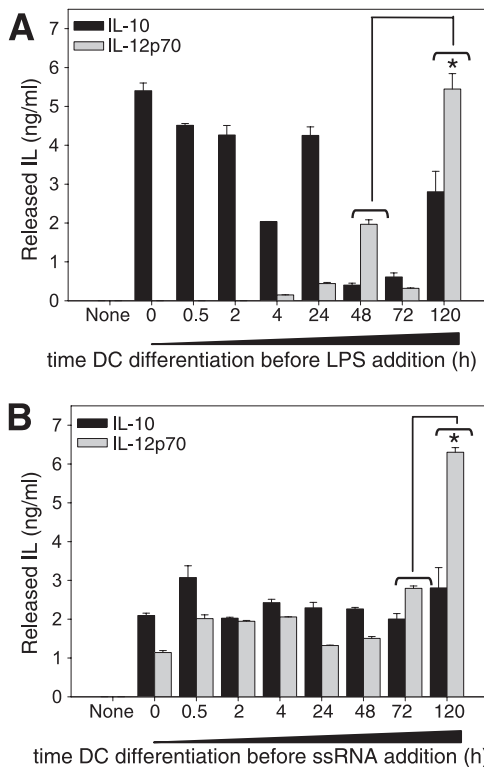 A
IL-10
IL-12p70
Released IL (ng/ml)
7
6
5
4
3
2
1
0
*
None 0 0.5 2 4 24 48 72 120
time DC differentiation before LPS addition (h)
B
IL-10
IL-12p70
Released IL (ng/ml)
7
6
5
4
3
2
1
0
*
None 0 0.5 2 4 24 48 72 120
time DC differentiation before ssRNA addition (h)